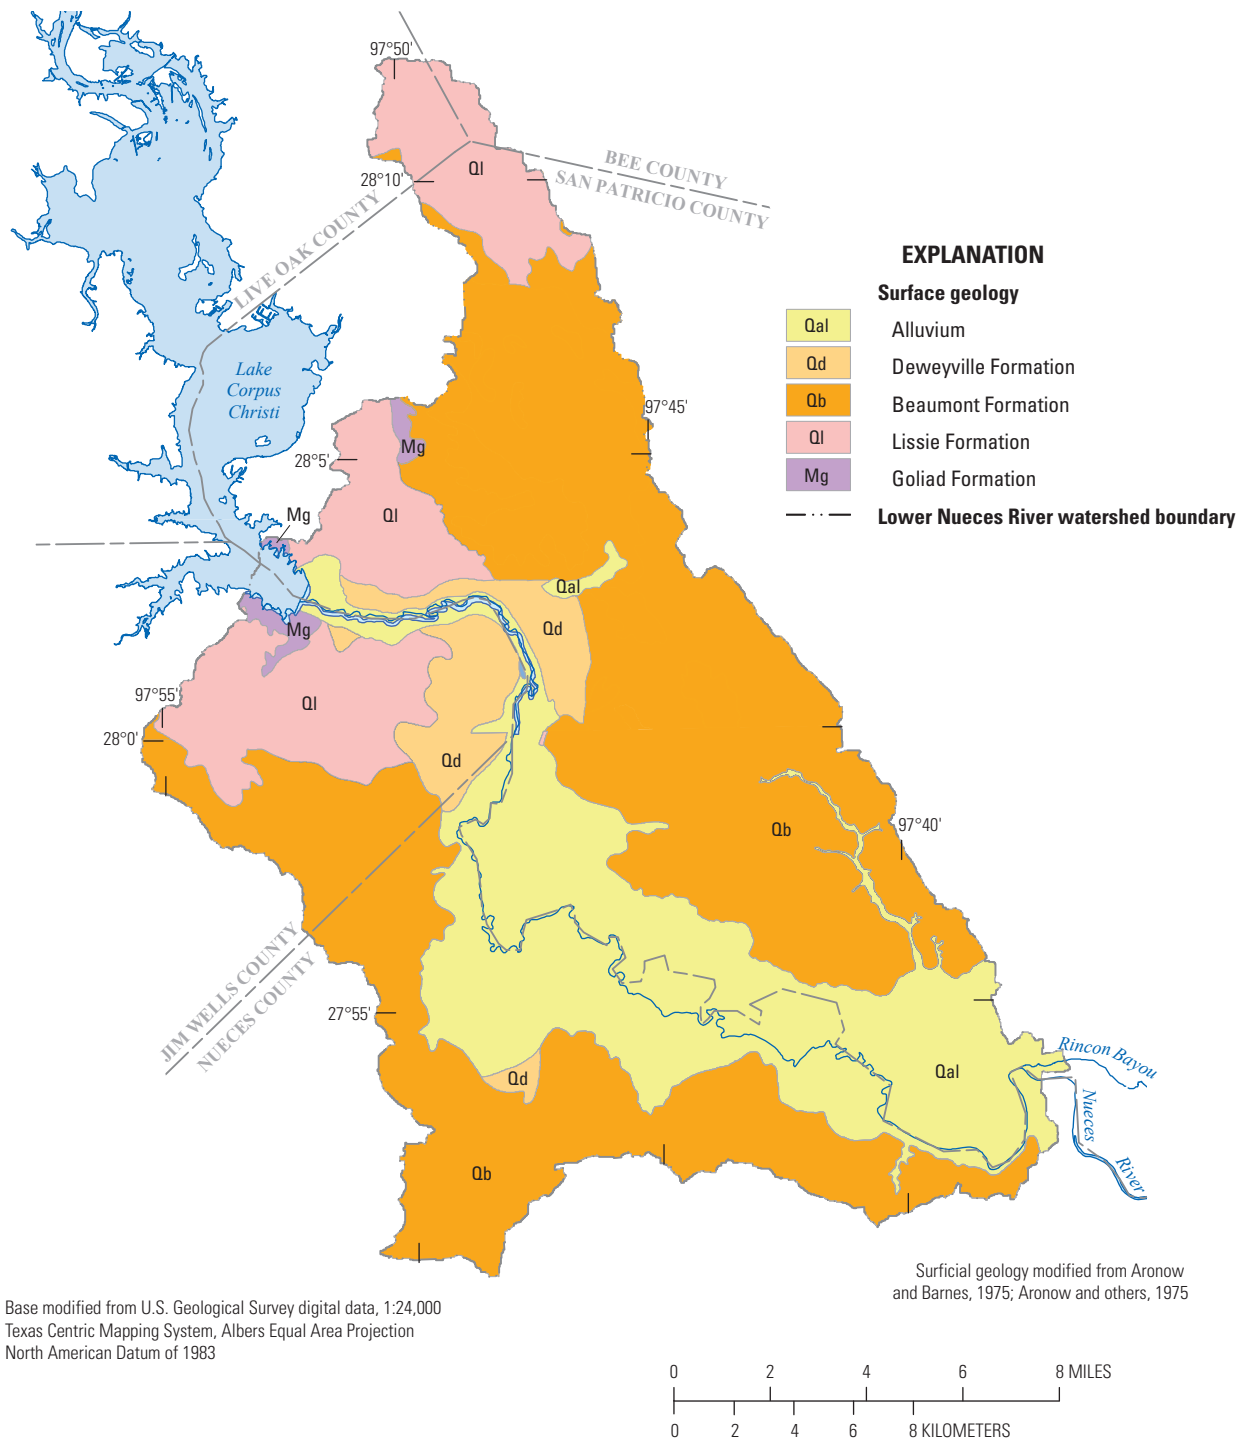 97°50'
BEE COUNTY
SAN PATRICIO COUNTY
Ql
28°10'
LIVE OAK COUNTY
EXPLANATION
Surface geology
Qal Alluvium
Qd Deweyville Formation
Qb Beaumont Formation
Ql Lissie Formation
Mg Goliad Formation
Lower Nueces River watershed boundary
Lake
Corpus
Christi
97°45'
Mg
28°5'
Mg
Ql
Qal
Qd
Mg
97°55'
Ql
28°0'
Qd
Qb
97°40'
JIM WELLS COUNTY
NUECES COUNTY
27°55'
Qal
Rincon Bayou
Qd
Nueces
River
Qb
Surficial geology modified from Aronow
and Barnes, 1975; Aronow and others, 1975
Base modified from U.S. Geological Survey digital data, 1:24,000
Texas Centric Mapping System, Albers Equal Area Projection
North American Datum of 1983
0 2 4 6 8 MILES
0 2 4 6 8 KILOMETERS